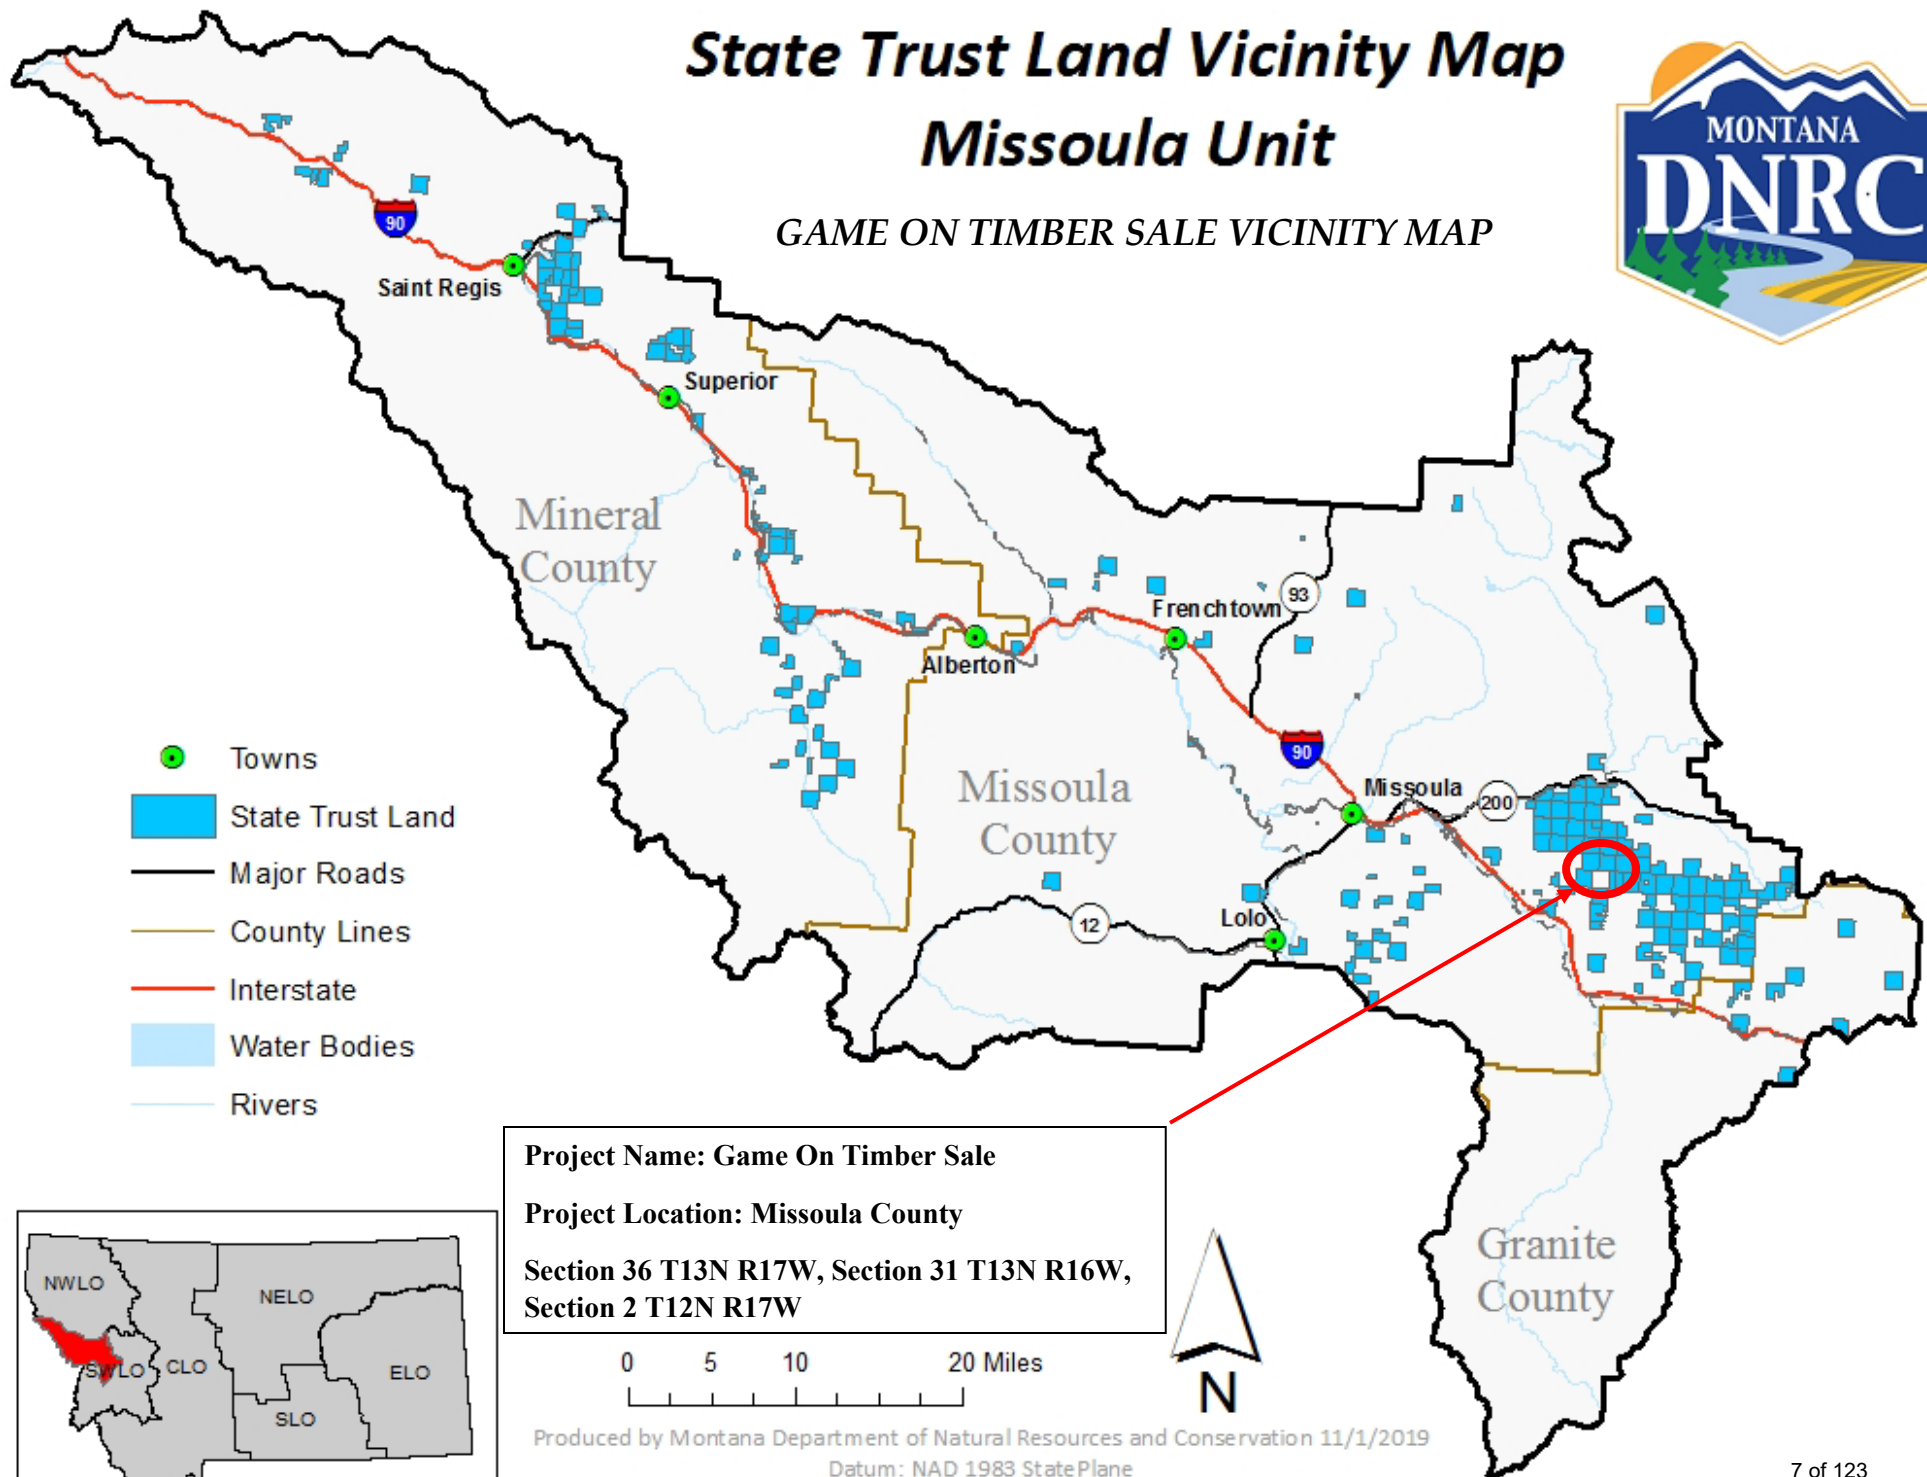 State Trust Land Vicinity Map
Missoula Unit
GAME ON TIMBER SALE VICINITY MAP
MONTANA
DNRC
90
Saint Regis
Superior
Mineral
County
93
Frenchtown
Alberton
90
Missoula
200
Missoula
County
Lolo
12
Towns
State Trust Land
Major Roads
County Lines
Interstate
Water Bodies
Rivers
Project Name: Game On Timber Sale
Project Location: Missoula County
Section 36 T13N R17W, Section 31 T13N R16W,
Section 2 T12N R17W
Granite
County
NWLO
NELO
SWLO
CLO
ELO
SLO
0 5 10 20 Miles
N
Produced by Montana Department of Natural Resources and Conservation 11/1/2019
Datum: NAD 1983 StatePlane
7 of 123